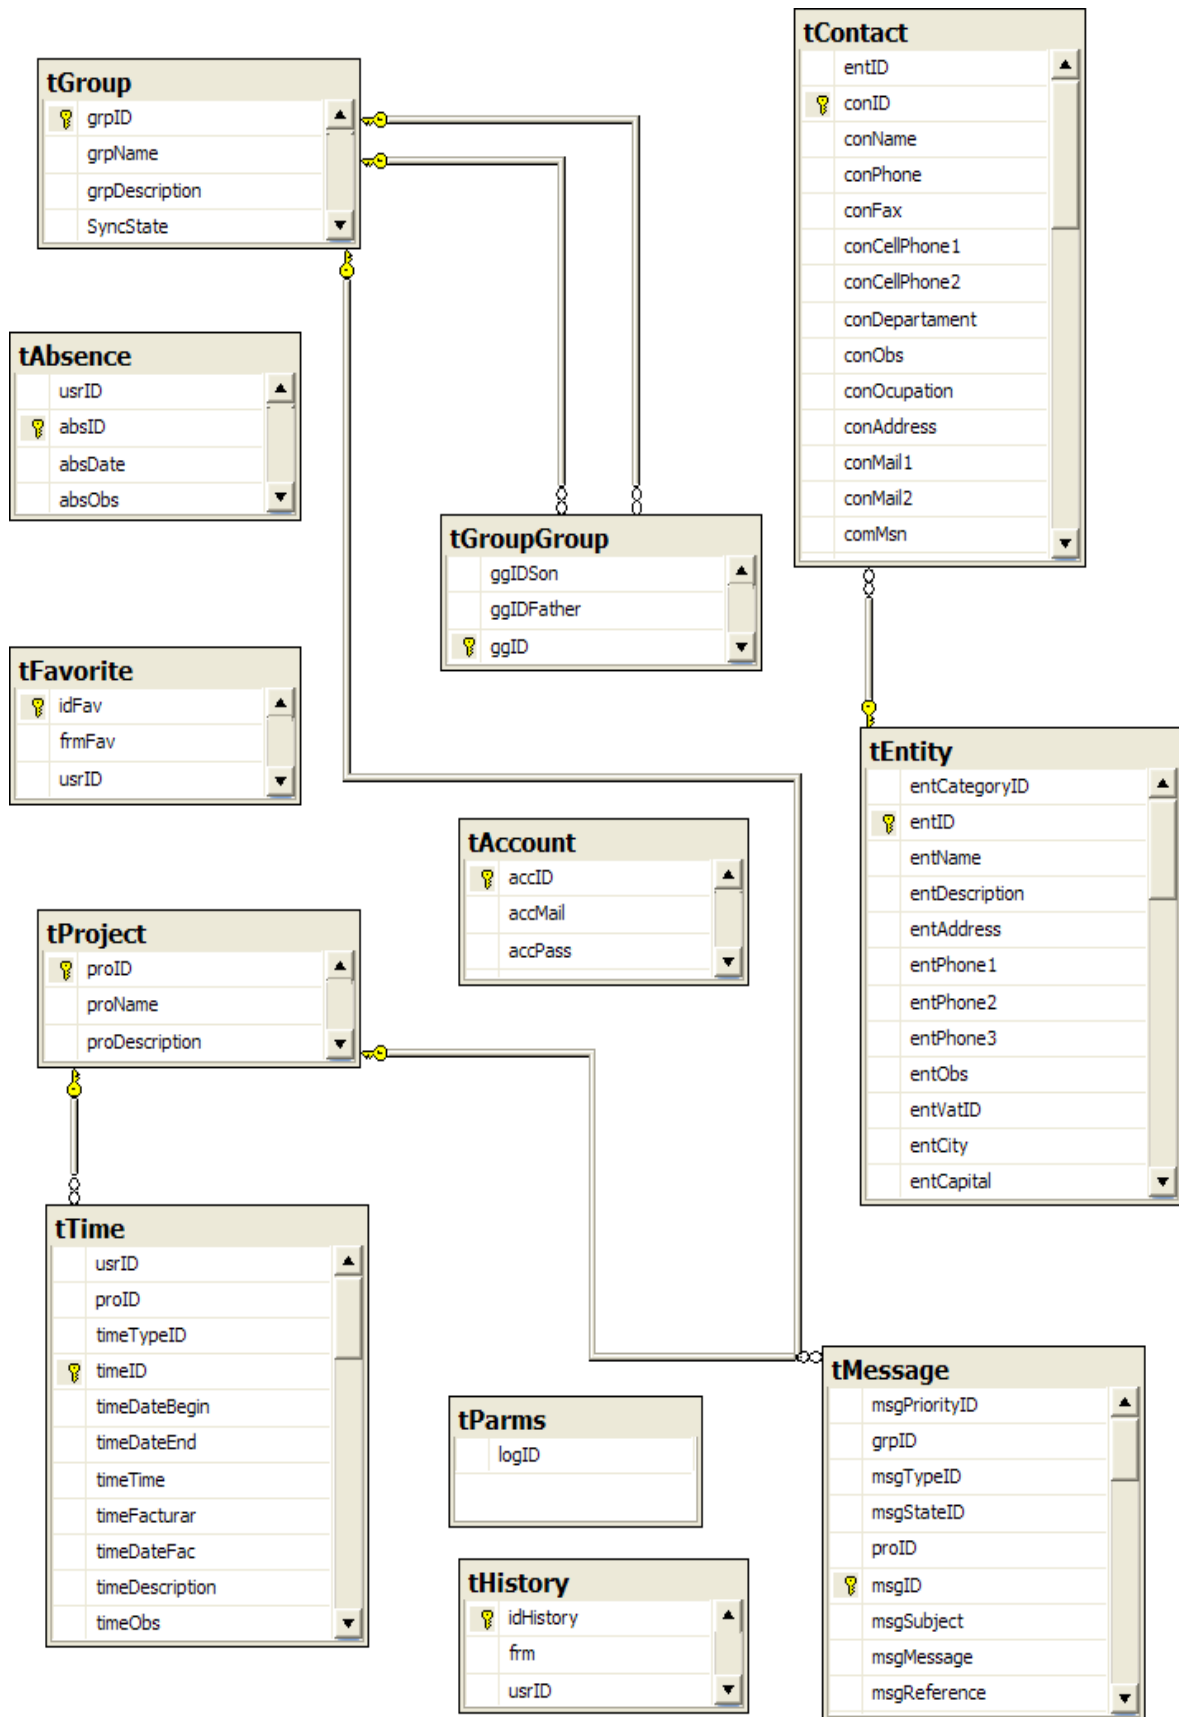 tGroup
grpID
grpName
grpDescription
SyncState
tContact
entID
conID
conName
conPhone
conFax
conCellPhone1
conCellPhone2
conDepartament
conObs
conOcupation
conAddress
conMail1
conMail2
comMsn
tAbsence
usrID
absID
absDate
absObs
tGroupGroup
ggIDSon
ggIDFather
ggID
tFavorite
idFav
frmFav
usrID
tEntity
entCategoryID
entID
entName
entDescription
entAddress
entPhone1
entPhone2
entPhone3
entObs
entVatID
entCity
entCapital
tAccount
accID
accMail
accPass
tProject
proID
proName
proDescription
tTime
usrID
proID
timeTypeID
timeID
timeDateBegin
timeDateEnd
timeTime
timeFacturar
timeDateFac
timeDescription
timeObs
tParms
logID
tHistory
idHistory
frm
usrID
tMessage
msgPriorityID
grpID
msgTypeID
msgStateID
proID
msgID
msgSubject
msgMessage
msgReference